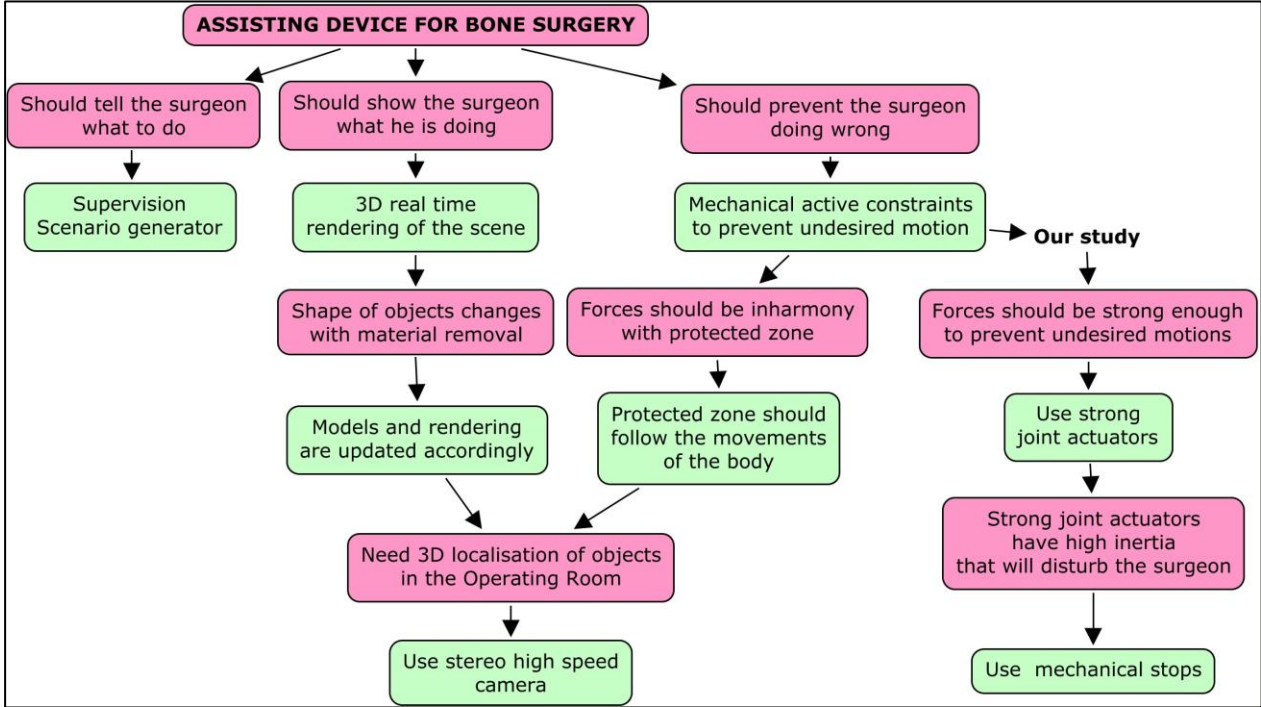 ASSISTING DEVICE FOR BONE SURGERY
Should tell the surgeon
what to do
Should show the surgeon
what he is doing
Should prevent the surgeon
doing wrong
Supervision
Scenario generator
3D real time
rendering of the scene
Mechanical active constraints
to prevent undesired motion
Our study
Shape of objects changes
with material removal
Forces should be inharmony
with protected zone
Forces should be strong enough
to prevent undesired motions
Models and rendering
are updated accordingly
Protected zone should
follow the movements
of the body
Use strong
joint actuators
Need 3D localisation of objects
in the Operating Room
Strong joint actuators
have high inertia
that will disturb the surgeon
Use stereo high speed
camera
Use mechanical stops